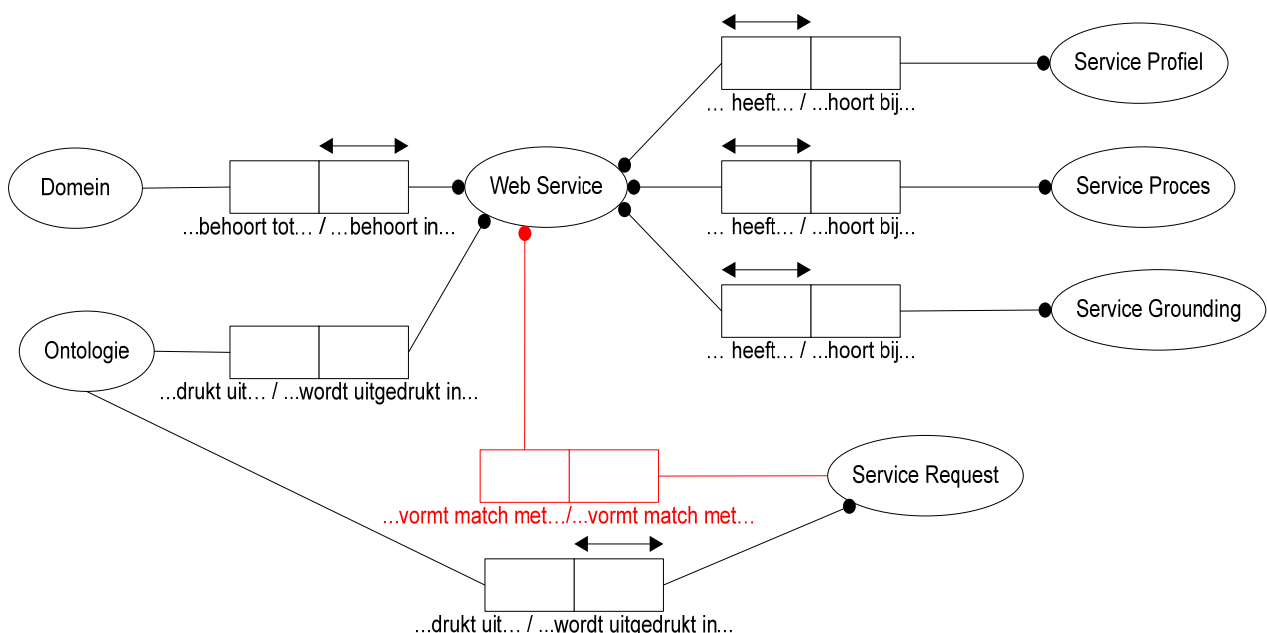 Service Profiel
… heeft… / ...hoort bij…
Domein
Web Service
Service Proces
...behoort tot… / …behoort in…
… heeft… / ...hoort bij…
Service Grounding
Ontologie
… heeft… / ...hoort bij…
...drukt uit… / ...wordt uitgedrukt in…
Service Request
...vormt match met.../...vormt match met…
...drukt uit… / ...wordt uitgedrukt in…